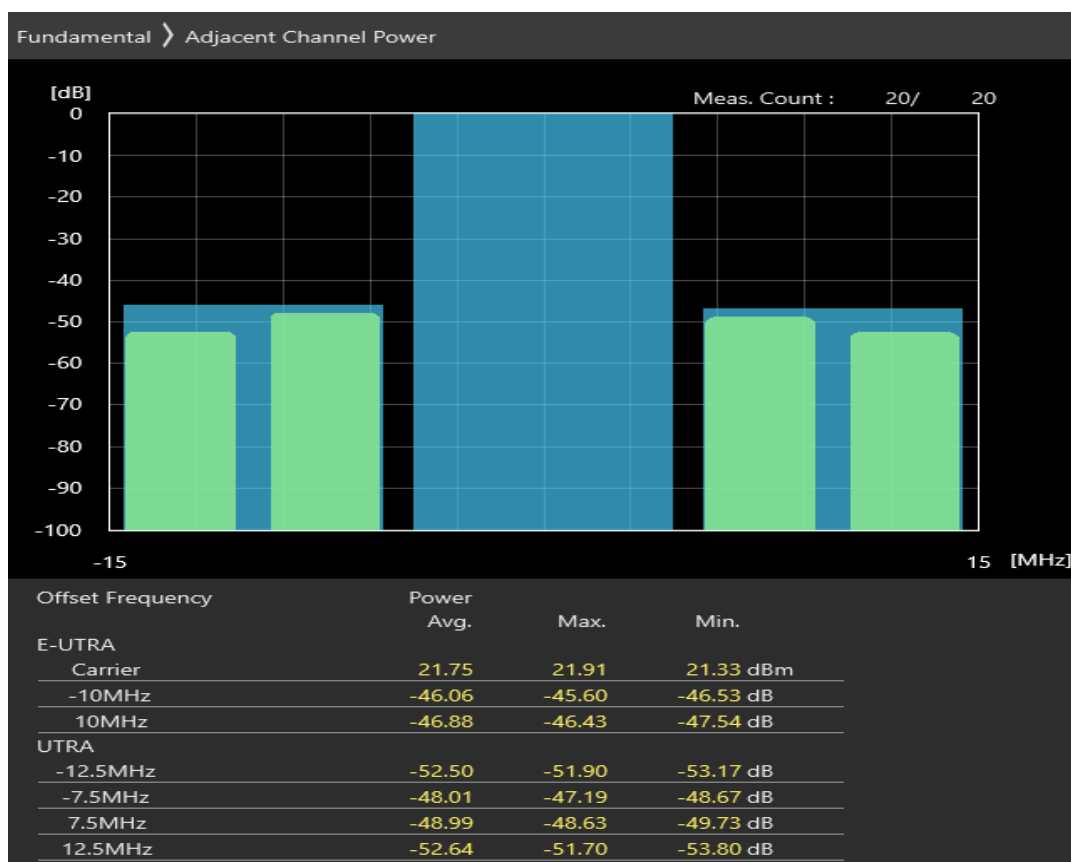 Fundamental ❯ Adjacent Channel Power
[dB]
Meas. Count : 20/ 20
0
-10
-20
-30
-40
-50
-60
-70
-80
-90
-100
-15 15 [MHz]
Offset Frequency Power
Avg. Max. Min.
E-UTRA
Carrier 21.75 21.91 21.33 dBm
-10MHz -46.06 -45.60 -46.53 dB
10MHz -46.88 -46.43 -47.54 dB
UTRA
-12.5MHz -52.50 -51.90 -53.17 dB
-7.5MHz -48.01 -47.19 -48.67 dB
7.5MHz -48.99 -48.63 -49.73 dB
12.5MHz -52.64 -51.70 -53.80 dB